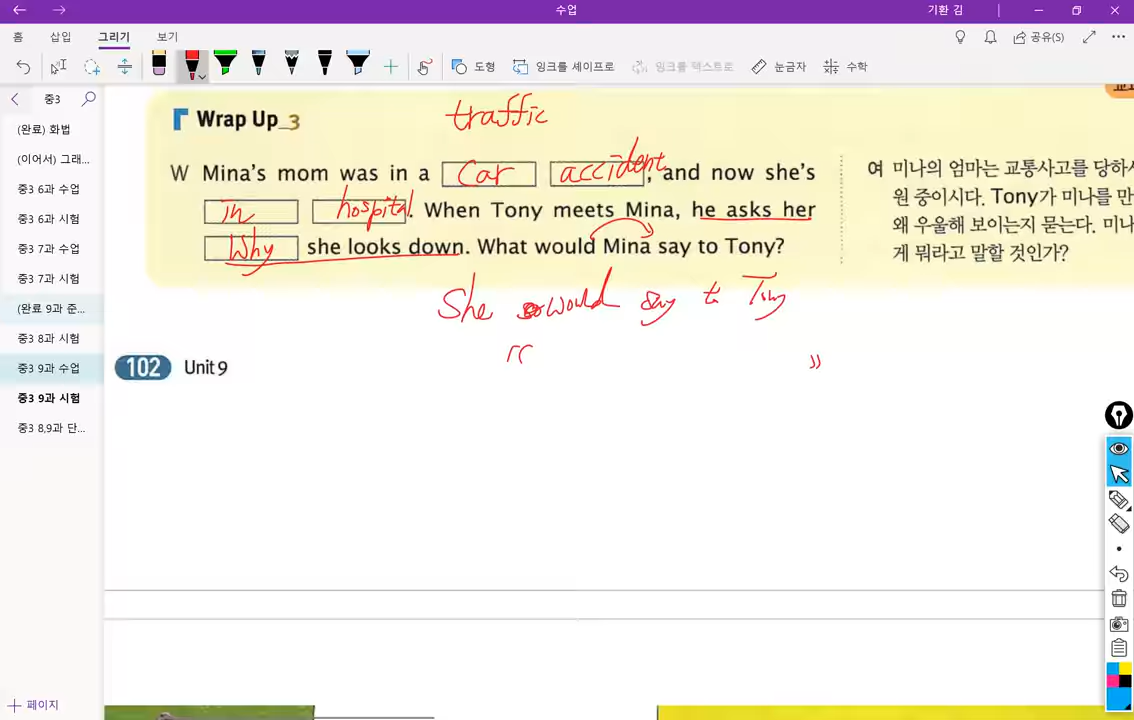 수업
기환 김
홈 삽입 그리기 보기
공유(S)
도형 잉크를 셰이프로 잉크를 텍스트로 눈금자 수학
중3
(완료) 화법
(이어서) 그래...
중3 6과 수업
중3 6과 시험
중3 7과 수업
중3 7과 시험
(완료 9과 준...
중3 8과 시험
중3 9과 수업
중3 9과 시험
중3 8,9과 단...
페이지
Wrap Up_3
traffic
W Mina's mom was in a car accident, and now she's
in hospital. When Tony meets Mina, he asks her
Why she looks down. What would Mina say to Tony?
여 미나의 엄마는 교통사고를 당하
원 중이시다. Tony가 미나를 만
왜 우울해 보이는지 묻는다. 미나
게 뭐라고 말할 것인가?
She would say to Tony
“ ”
102 Unit 9